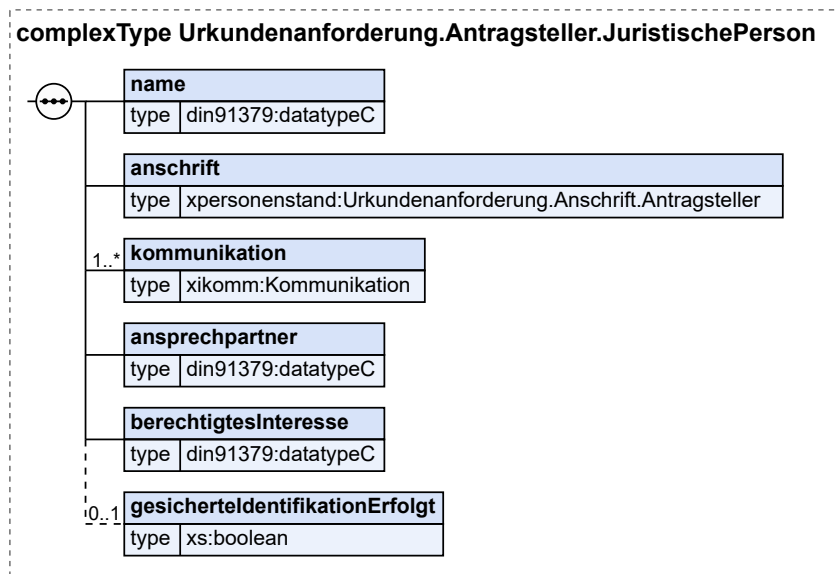 complexType Urkundenanforderung.Antragsteller.JuristischePerson
name
type din91379:datatypeC
anschrift
type xpersonenstand:Urkundenanforderung.Anschrift.Antragsteller
1..* kommunikation
type xikomm:Kommunikation
ansprechpartner
type din91379:datatypeC
berechtigtesInteresse
type din91379:datatypeC
0..1 gesicherteIdentifikationErfolgt
type xs:boolean